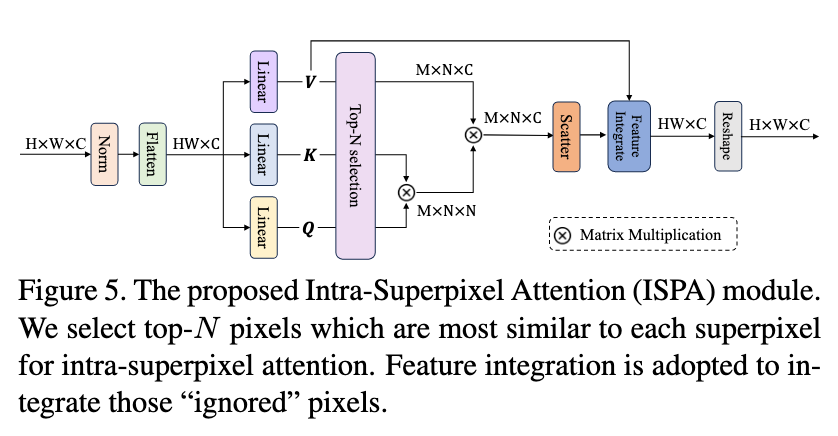 H×W×C
Norm
Flatten
HW×C
Linear
Linear
Linear
V
K
Q
Top-N selection
M×N×C
M×N×N
M×N×C
Scatter
Feature
Integrate
HW×C
Reshape
H×W×C
Matrix Multiplication
Figure 5. The proposed Intra-Superpixel Attention (ISPA) module.
We select top-N pixels which are most similar to each superpixel
for intra-superpixel attention. Feature integration is adopted to in-
tegrate those “ignored” pixels.